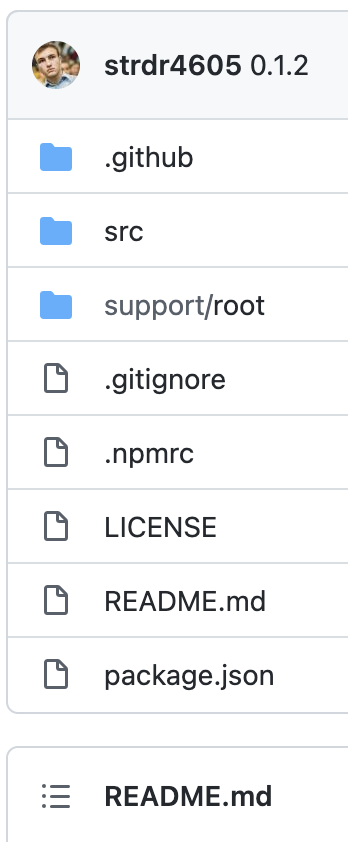 strdr4605 0.1.2
.github
src
support/root
.gitignore
.npmrc
LICENSE
README.md
package.json
README.md